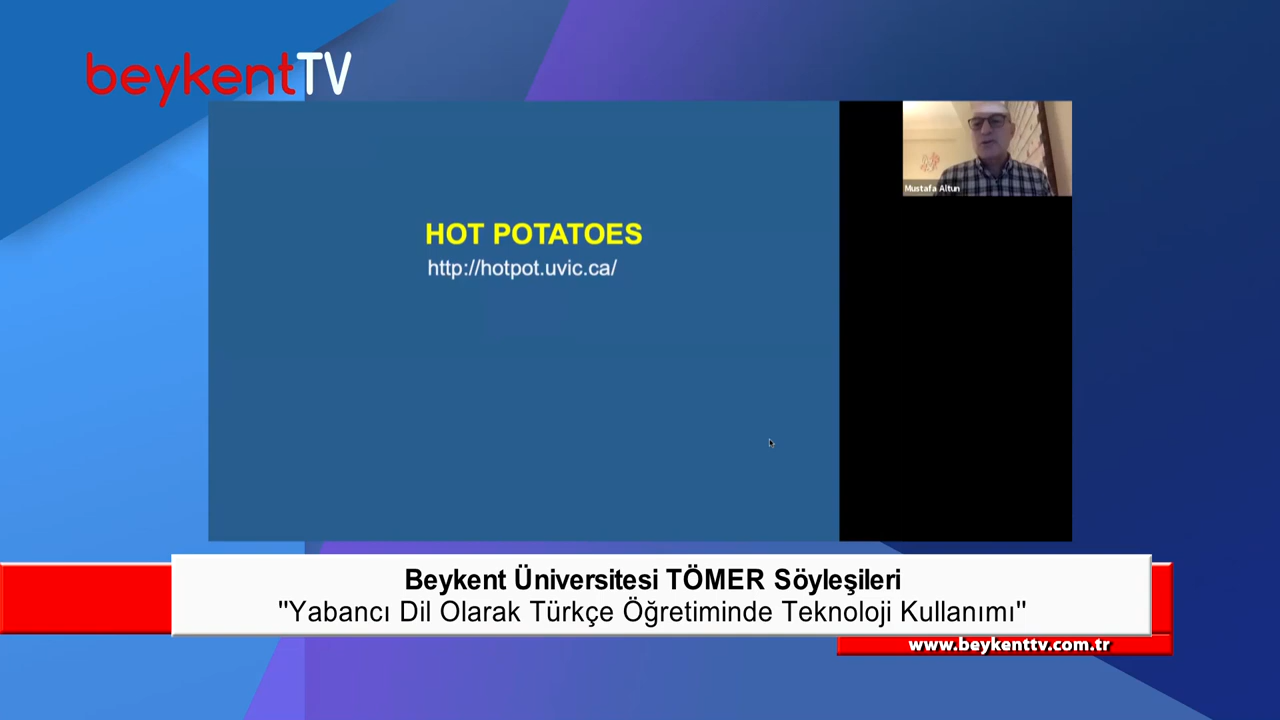 beykentTV
HOT POTATOES
http://hotpot.uvic.ca/
Mustafa Altun
Beykent Üniversitesi TÖMER Söyleşileri
"Yabancı Dil Olarak Türkçe Öğretiminde Teknoloji Kullanımı"
www.beykenttv.com.tr